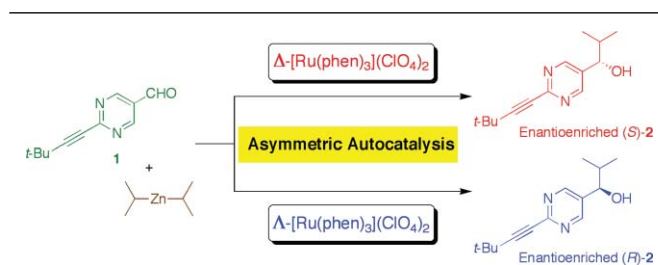 Δ-[Ru(phen)₃](ClO₄)₂
N
N
OH
t-Bu
Enantioenriched (S)-2
CHO
N
N
t-Bu
1
+
Zn
Asymmetric Autocatalysis
Λ-[Ru(phen)₃](ClO₄)₂
N
N
OH
t-Bu
Enantioenriched (R)-2